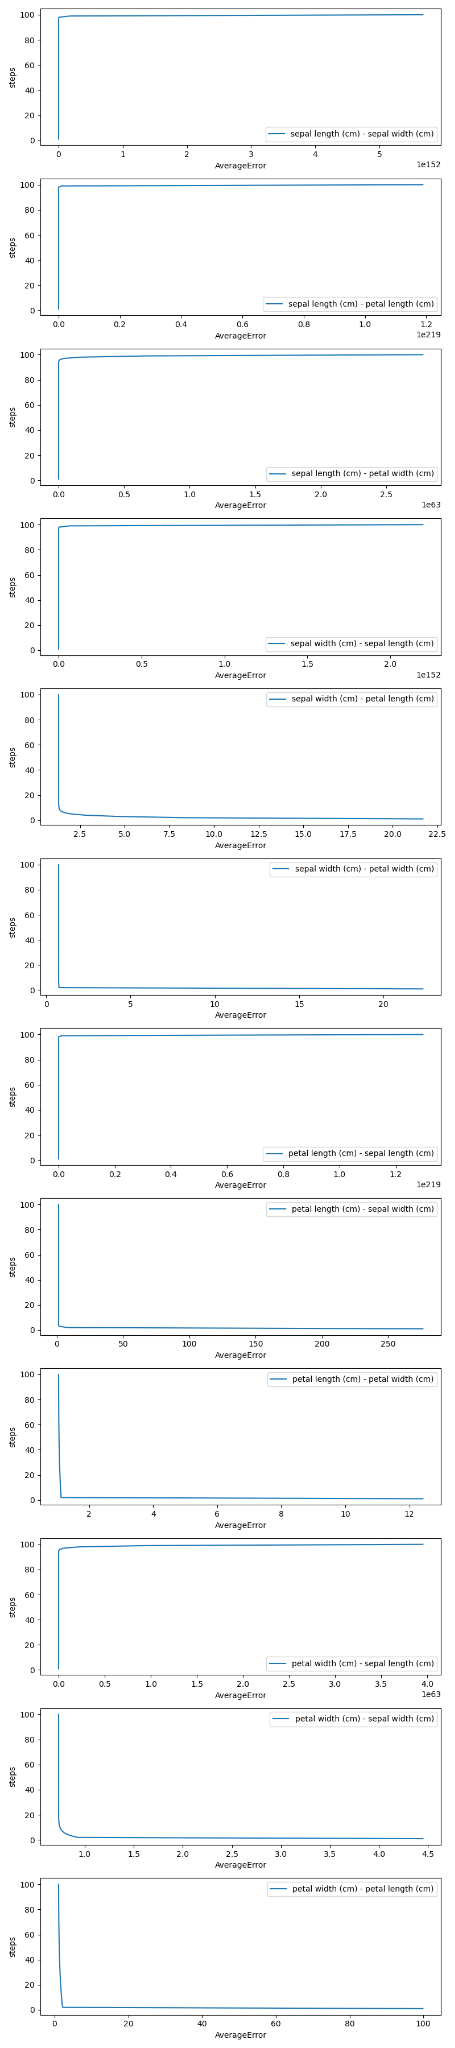 100
80
60
40
20
0
steps
sepal length (cm) - sepal width (cm)
0 1 2 3 4 5
AverageError
1e152
100
80
60
40
20
0
steps
sepal length (cm) - petal length (cm)
0.0 0.2 0.4 0.6 0.8 1.0 1.2
AverageError
1e219
100
80
60
40
20
0
steps
sepal length (cm) - petal width (cm)
0.0 0.5 1.0 1.5 2.0 2.5
AverageError
1e63
100
80
60
40
20
0
steps
sepal width (cm) - sepal length (cm)
0.0 0.5 1.0 1.5 2.0
AverageError
1e152
100
80
60
40
20
0
steps
sepal width (cm) - petal length (cm)
2.5 5.0 7.5 10.0 12.5 15.0 17.5 20.0 22.5
AverageError
100
80
60
40
20
0
steps
sepal width (cm) - petal width (cm)
0 5 10 15 20
AverageError
100
80
60
40
20
0
steps
petal length (cm) - sepal length (cm)
0.0 0.2 0.4 0.6 0.8 1.0 1.2
AverageError
1e219
100
80
60
40
20
0
steps
petal length (cm) - sepal width (cm)
0 50 100 150 200 250
AverageError
100
80
60
40
20
0
steps
petal length (cm) - petal width (cm)
2 4 6 8 10 12
AverageError
100
80
60
40
20
0
steps
petal width (cm) - sepal length (cm)
0.0 0.5 1.0 1.5 2.0 2.5 3.0 3.5 4.0
AverageError
1e63
100
80
60
40
20
0
steps
petal width (cm) - sepal width (cm)
1.0 1.5 2.0 2.5 3.0 3.5 4.0 4.5
AverageError
100
80
60
40
20
0
steps
petal width (cm) - petal length (cm)
0 20 40 60 80 100
AverageError